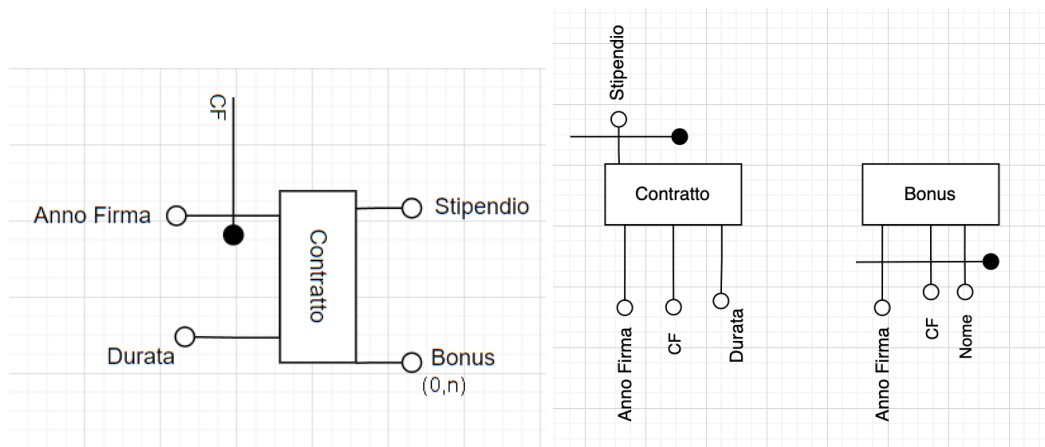 CF
Anno Firma
Stipendio
Contratto
Durata
Bonus
(0,n)
Stipendio
Contratto
Bonus
Anno Firma
CF
Durata
Anno Firma
CF
Nome